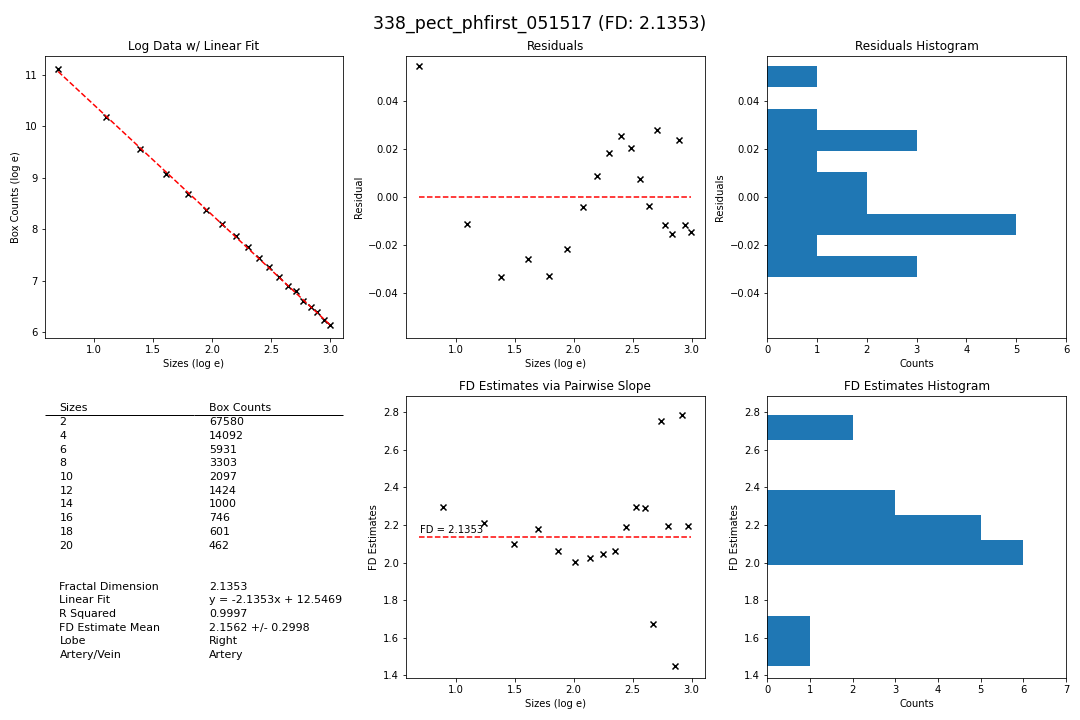 338_pect_phfirst_051517 (FD: 2.1353)
Log Data w/ Linear Fit
Box Counts (log e)
11
10
9
8
7
6
1.0 1.5 2.0 2.5 3.0
Sizes (log e)
Residuals
Residual
0.04
0.02
0.00
−0.02
−0.04
1.0 1.5 2.0 2.5 3.0
Sizes (log e)
Residuals Histogram
Residuals
0.04
0.02
0.00
−0.02
−0.04
0 1 2 3 4 5 6
Counts
Sizes Box Counts
2 67580
4 14092
6 5931
8 3303
10 2097
12 1424
14 1000
16 746
18 601
20 462
Fractal Dimension 2.1353
Linear Fit y = -2.1353x + 12.5469
R Squared 0.9997
FD Estimate Mean 2.1562 +/- 0.2998
Lobe Right
Artery/Vein Artery
FD Estimates via Pairwise Slope
FD Estimates
2.8
2.6
2.4
2.2
2.0
1.8
1.6
1.4
FD = 2.1353
1.0 1.5 2.0 2.5 3.0
Sizes (log e)
FD Estimates Histogram
FD Estimates
2.8
2.6
2.4
2.2
2.0
1.8
1.6
1.4
0 1 2 3 4 5 6 7
Counts